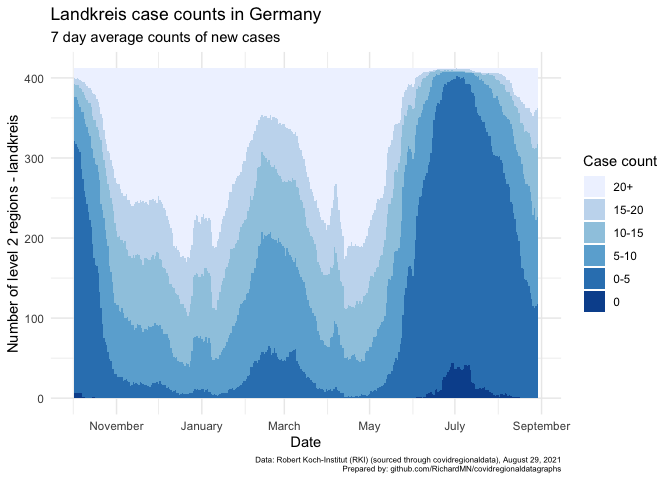 Landkreis case counts in Germany
7 day average counts of new cases
Number of level 2 regions - landkreis
400
300
200
100
0
November
January
March
May
July
September
Date
Case count
20+
15-20
10-15
5-10
0-5
0
Data: Robert Koch-Institut (RKI) (sourced through covidregionaldata), August 29, 2021
Prepared by: github.com/RichardMN/covidregionaldatagraphs